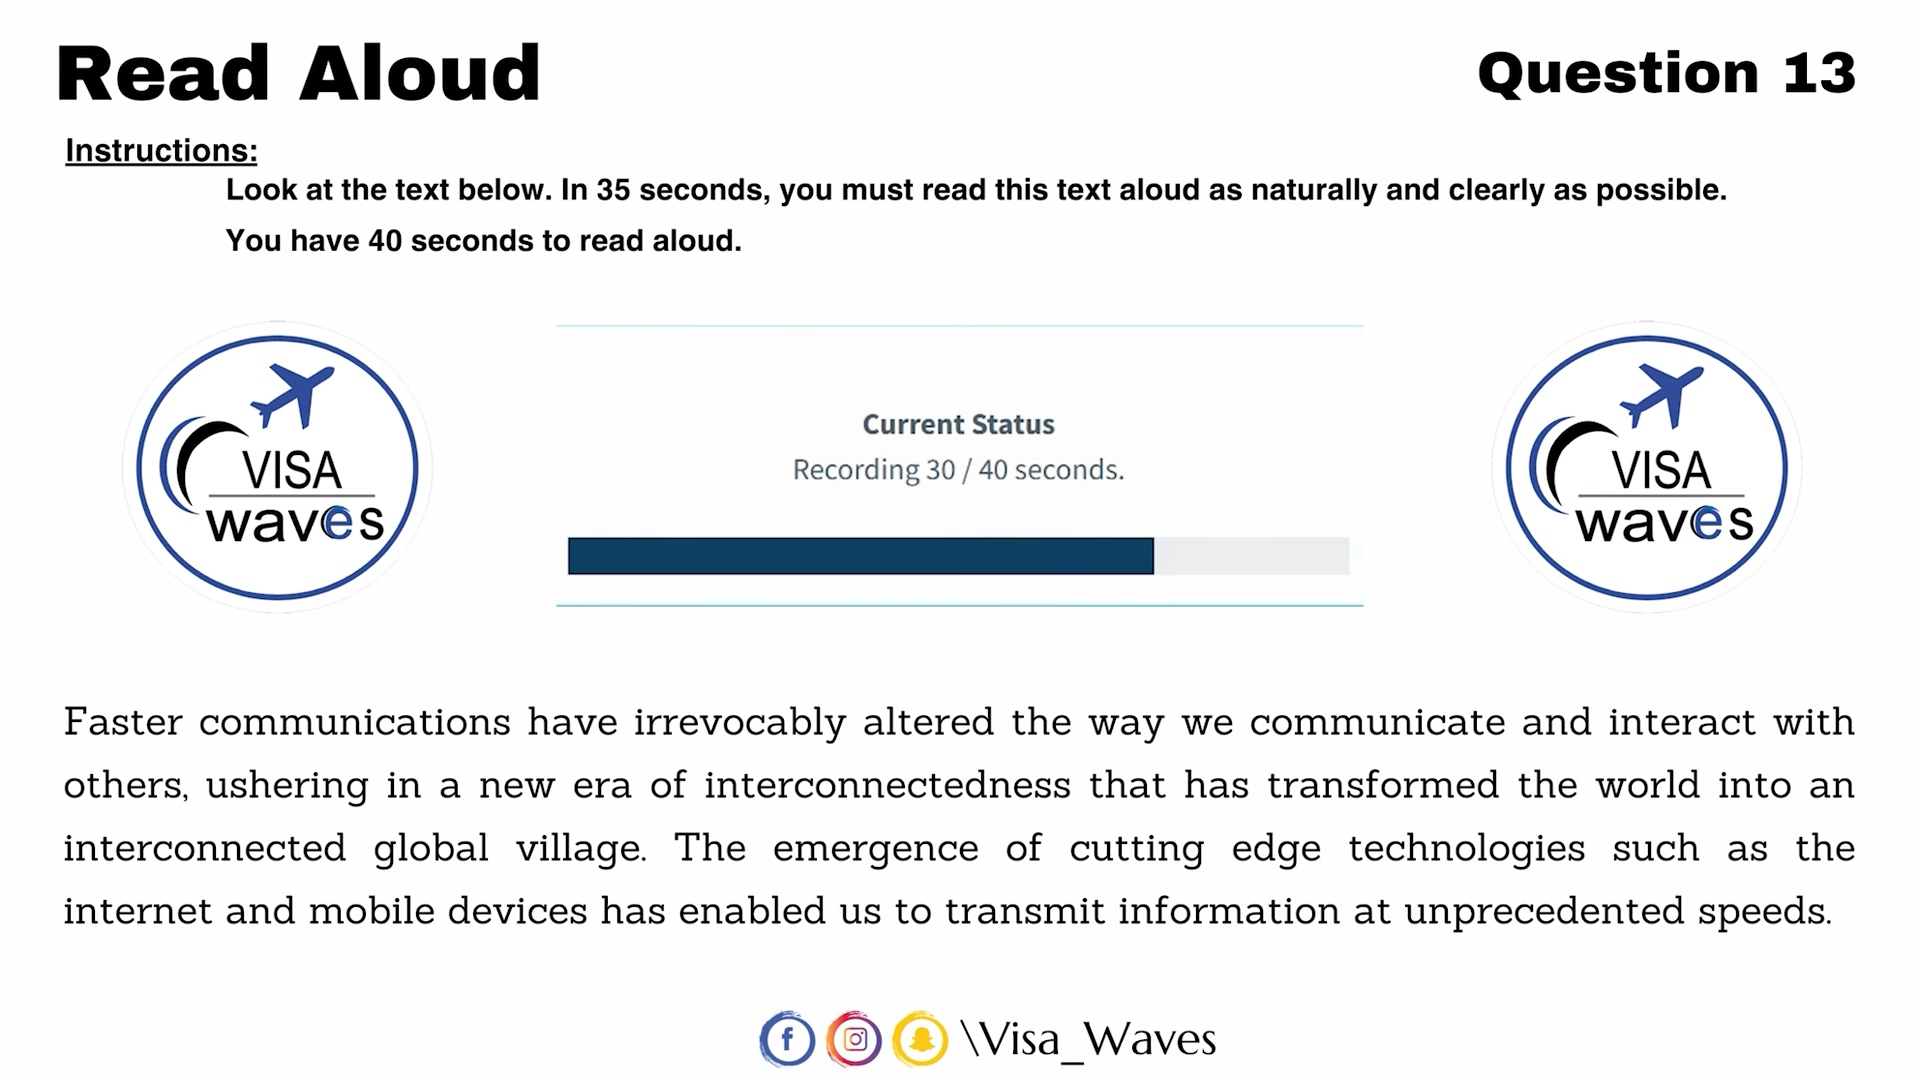 Read Aloud
Question 13
Instructions:
Look at the text below. In 35 seconds, you must read this text aloud as naturally and clearly as possible.
You have 40 seconds to read aloud.
VISA
waves
Current Status
Recording 30 / 40 seconds.
VISA
waves
Faster communications have irrevocably altered the way we communicate and interact with
others, ushering in a new era of interconnectedness that has transformed the world into an
interconnected global village. The emergence of cutting edge technologies such as the
internet and mobile devices has enabled us to transmit information at unprecedented speeds.
\Visa_Waves